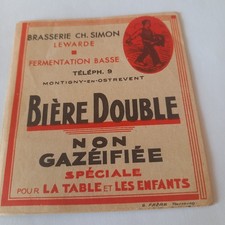 BRASSERIE CH. SIMON
LEWARDE
FERMENTATION BASSE
TÉLÉPH. 9
MONTIGNY-EN-OSTREVENT
BIÈRE DOUBLE
NON
GAZÉIFIÉE
SPÉCIALE
POUR LA TABLE ET LES ENFANTS